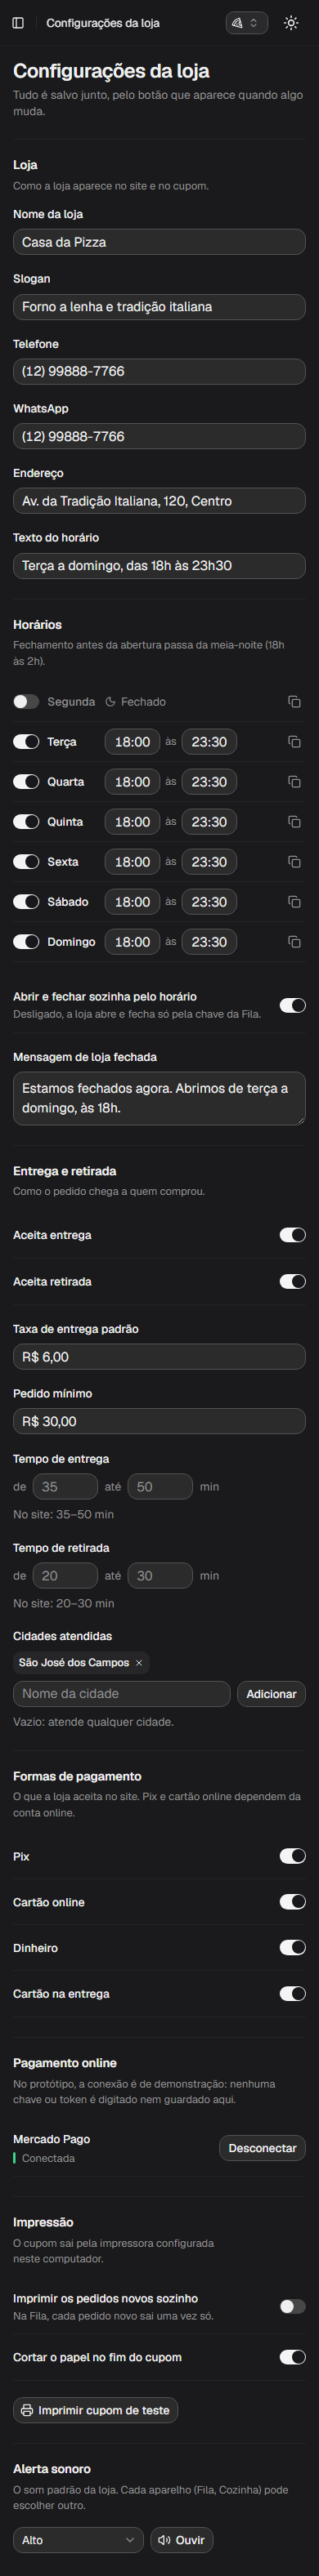 Configurações da loja
Configurações da loja
Tudo é salvo junto, pelo botão que aparece quando algo
muda.
Loja
Como a loja aparece no site e no cupom.
Nome da loja
Casa da Pizza
Slogan
Forno a lenha e tradição italiana
Telefone
(12) 99888-7766
WhatsApp
(12) 99888-7766
Endereço
Av. da Tradição Italiana, 120, Centro
Texto do horário
Terça a domingo, das 18h às 23h30
Horários
Fechamento antes da abertura passa da meia-noite (18h
às 2h).
Segunda Fechado
Terça 18:00 às 23:30
Quarta 18:00 às 23:30
Quinta 18:00 às 23:30
Sexta 18:00 às 23:30
Sábado 18:00 às 23:30
Domingo 18:00 às 23:30
Abrir e fechar sozinha pelo horário
Desligado, a loja abre e fecha só pela chave da Fila.
Mensagem de loja fechada
Estamos fechados agora. Abrimos de terça a
domingo, às 18h.
Entrega e retirada
Como o pedido chega a quem comprou.
Aceita entrega
Aceita retirada
Taxa de entrega padrão
R$ 6,00
Pedido mínimo
R$ 30,00
Tempo de entrega
de 35 até 50 min
No site: 35–50 min
Tempo de retirada
de 20 até 30 min
No site: 20–30 min
Cidades atendidas
São José dos Campos ×
Nome da cidade Adicionar
Vazio: atende qualquer cidade.
Formas de pagamento
O que a loja aceita no site. Pix e cartão online dependem da
conta online.
Pix
Cartão online
Dinheiro
Cartão na entrega
Pagamento online
No protótipo, a conexão é de demonstração: nenhuma
chave ou token é digitado nem guardado aqui.
Mercado Pago
Conectada
Desconectar
Impressão
O cupom sai pela impressora configurada
neste computador.
Imprimir os pedidos novos sozinho
Na Fila, cada pedido novo sai uma vez só.
Cortar o papel no fim do cupom
Imprimir cupom de teste
Alerta sonoro
O som padrão da loja. Cada aparelho (Fila, Cozinha) pode
escolher outro.
Alto Ouvir